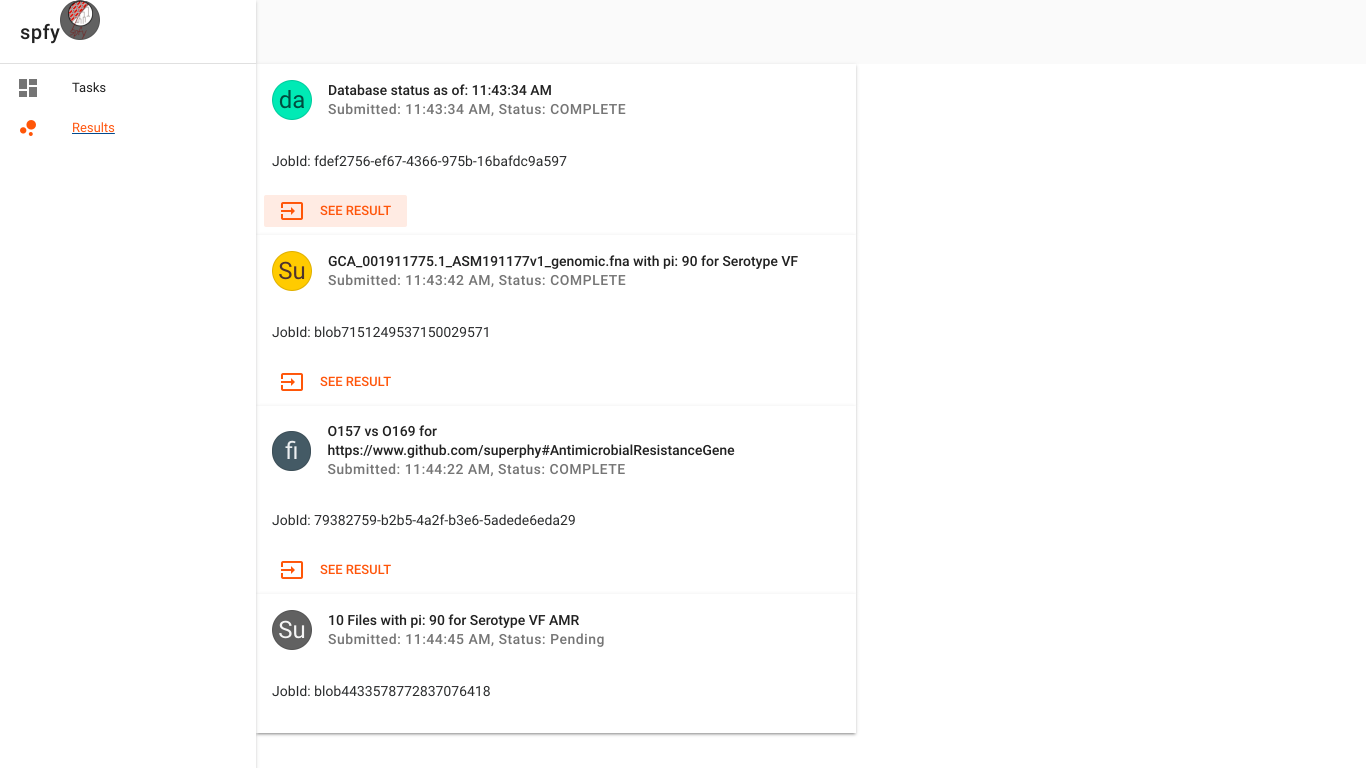 spfy
Tasks
Results
da
Database status as of: 11:43:34 AM
Submitted: 11:43:34 AM, Status: COMPLETE
JobId: fdef2756-ef67-4366-975b-16bafdc9a597
SEE RESULT
Su
GCA_001911775.1_ASM191177v1_genomic.fna with pi: 90 for Serotype VF
Submitted: 11:43:42 AM, Status: COMPLETE
JobId: blob7151249537150029571
SEE RESULT
fi
O157 vs O169 for
https://www.github.com/superphy#AntimicrobialResistanceGene
Submitted: 11:44:22 AM, Status: COMPLETE
JobId: 79382759-b2b5-4a2f-b3e6-5adede6eda29
SEE RESULT
Su
10 Files with pi: 90 for Serotype VF AMR
Submitted: 11:44:45 AM, Status: Pending
JobId: blob4433578772837076418